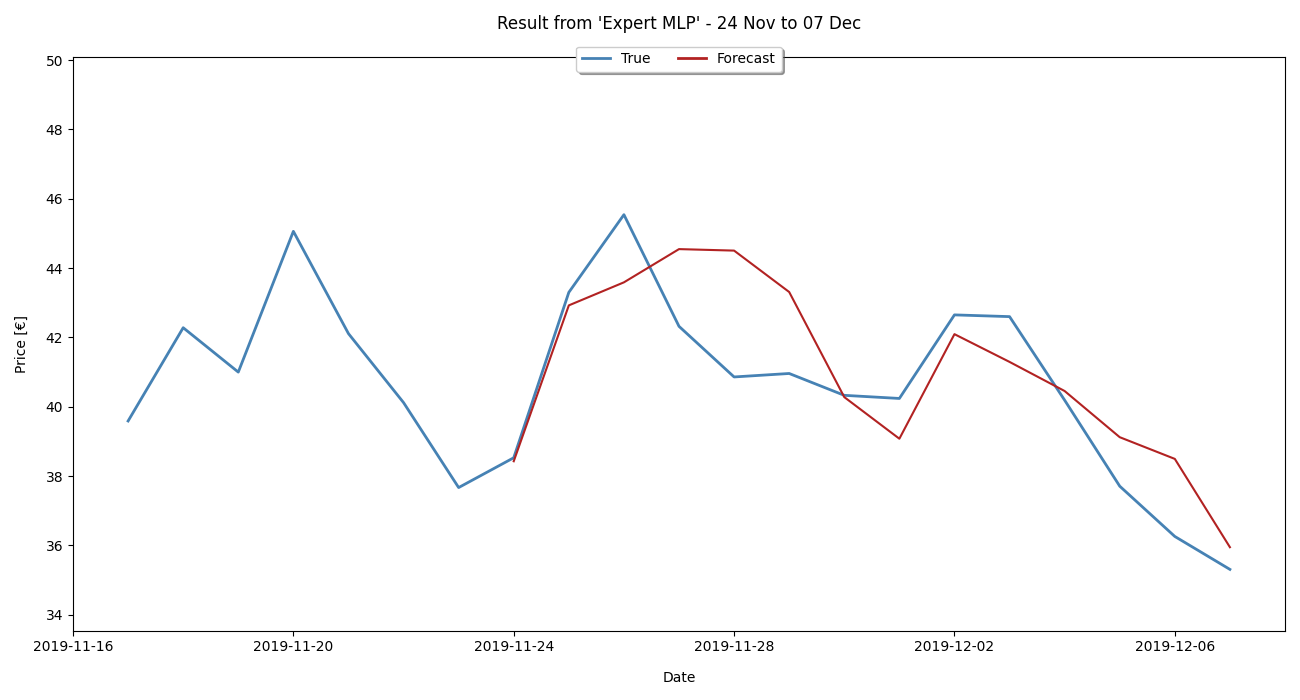 Result from 'Expert MLP' - 24 Nov to 07 Dec
True Forecast
50
48
46
44
42
40
38
36
34
Price [€]
2019-11-16 2019-11-20 2019-11-24 2019-11-28 2019-12-02 2019-12-06
Date